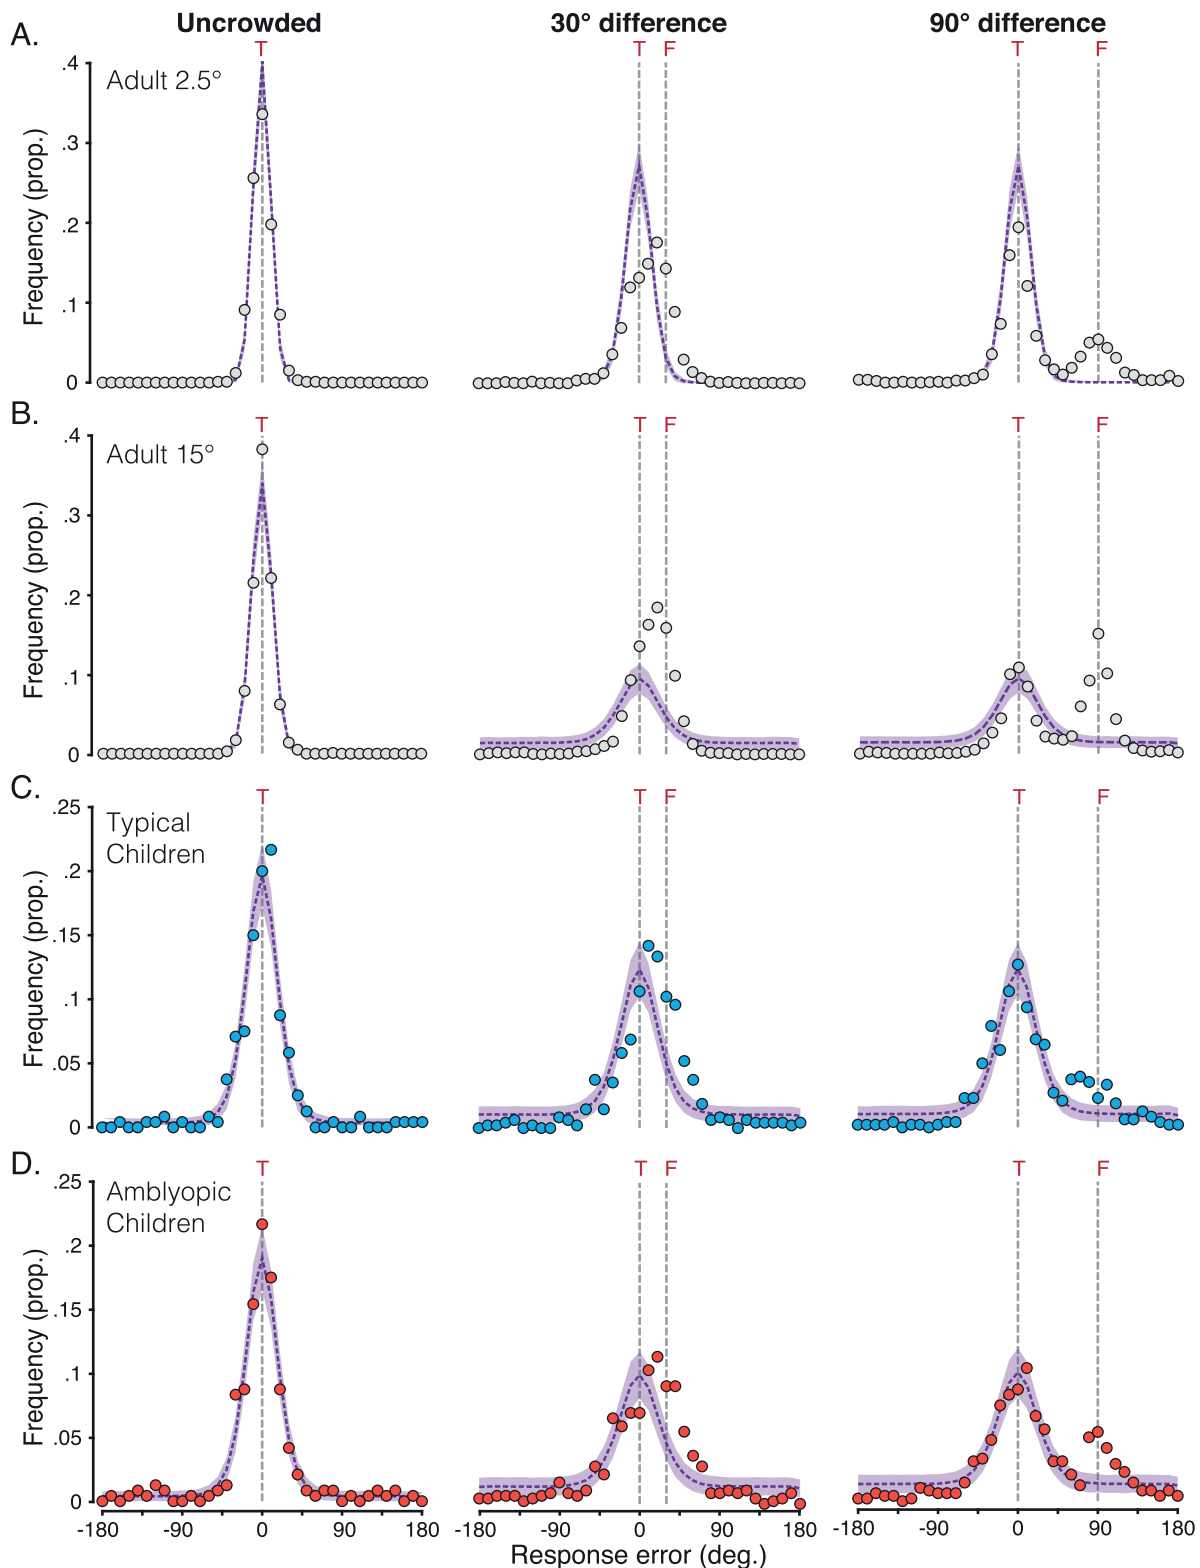 Uncrowded 30° difference 90° difference
A.
T T F T F
Adult 2.5°
.4
.3
.2
.1
0
Frequency (prop.)
B.
T T F T F
Adult 15°
.4
.3
.2
.1
0
Frequency (prop.)
C.
T T F T F
Typical
Children
.25
.2
.15
.1
.05
0
Frequency (prop.)
D.
T T F T F
Amblyopic
Children
.25
.2
.15
.1
.05
0
Frequency (prop.)
-180 -90 0 90 180 -180 -90 0 90 180 -180 -90 0 90 180
Response error (deg.)